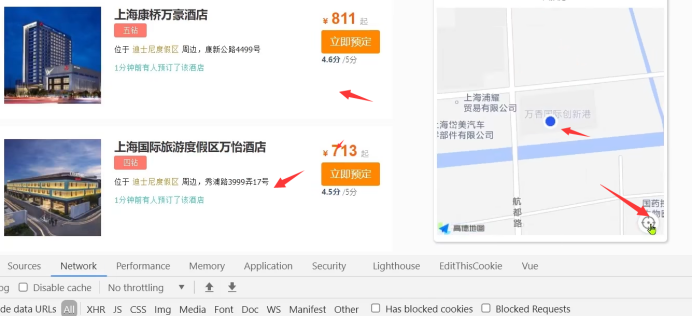 上海康桥万豪酒店
五钻
位于 迪士尼度假区 周边，康新公路4499号
1分钟前有人预订了该酒店
¥ 811 起
立即预定
4.6分 /5分
上海国际旅游度假区万怡酒店
四钻
位于 迪士尼度假区 周边，秀浦路3999弄17号
1分钟前有人预订了该酒店
¥ 713 起
立即预定
4.5分 /5分
上海浦耀
贸易有限公司
万香国际创新港
上海岱美汽车
零部件有限公司
航都路
国药控
高德地图
Sources Network Performance Memory Application Security Lighthouse EditThisCookie Vue
og Disable cache No throttling
de data URLs All XHR JS CSS Img Media Font Doc WS Manifest Other Has blocked cookies Blocked Requests